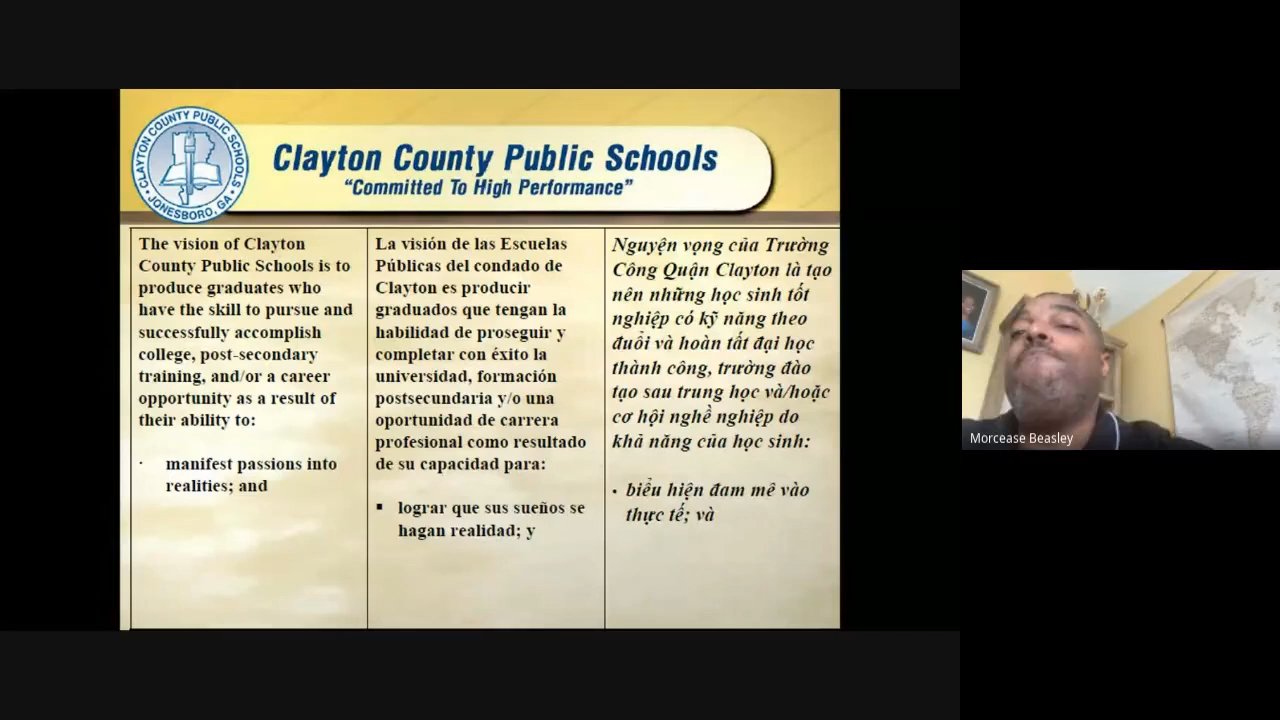 CLAYTON COUNTY PUBLIC SCHOOLS
JONESBORO, GA
Clayton County Public Schools
“Committed To High Performance”
The vision of Clayton
County Public Schools is to
produce graduates who
have the skill to pursue and
successfully accomplish
college, post-secondary
training, and/or a career
opportunity as a result of
their ability to:
· manifest passions into
realities; and
La visión de las Escuelas
Públicas del condado de
Clayton es producir
graduados que tengan la
habilidad de proseguir y
completar con éxito la
universidad, formación
postsecundaria y/o una
oportunidad de carrera
profesional como resultado
de su capacidad para:
▪ lograr que sus sueños se
hagan realidad; y
Nguyện vọng của Trường
Công Quận Clayton là tạo
nên những học sinh tốt
nghiệp có kỹ năng theo
đuổi và hoàn tất đại học
thành công, trường đào
tạo sau trung học và/hoặc
cơ hội nghề nghiệp do
khả năng của học sinh:
▪ biểu hiện đam mê vào
thực tế; và
Morcease Beasley